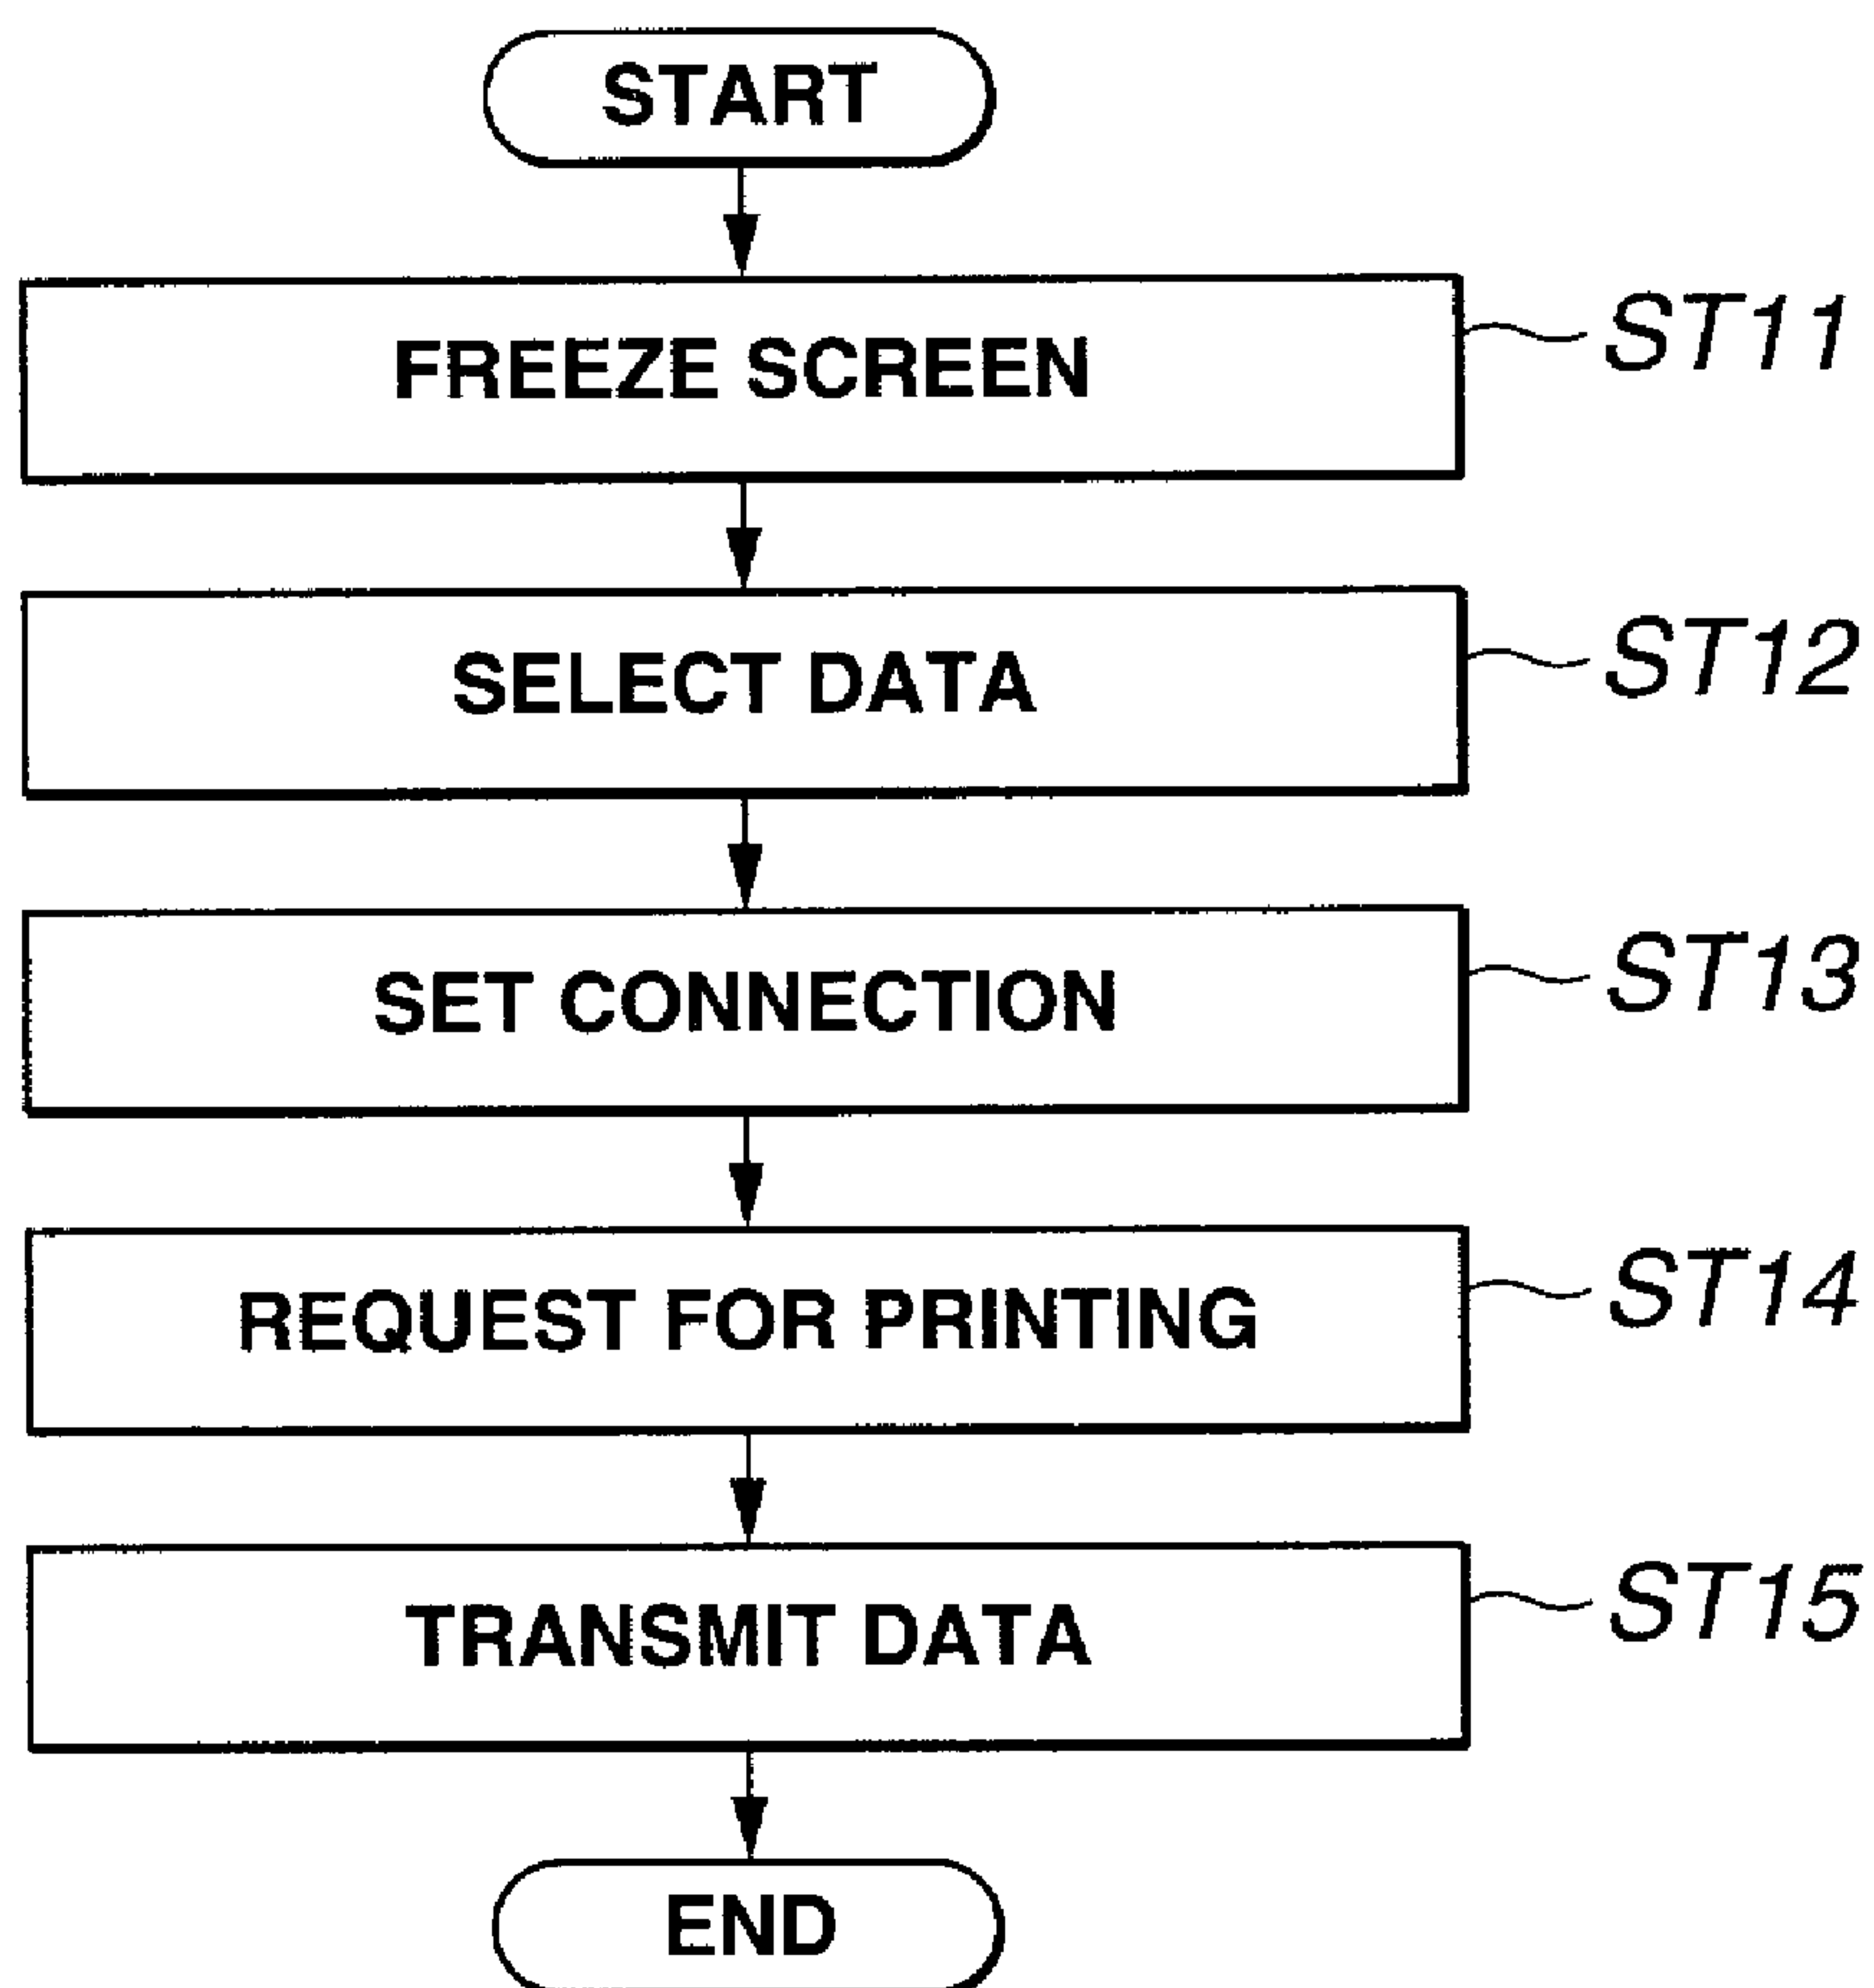 START
FREEZE SCREEN
ST11
SELECT DATA
ST12
SET CONNECTION
ST13
REQUEST FOR PRINTING
ST14
TRANSMIT DATA
ST15
END